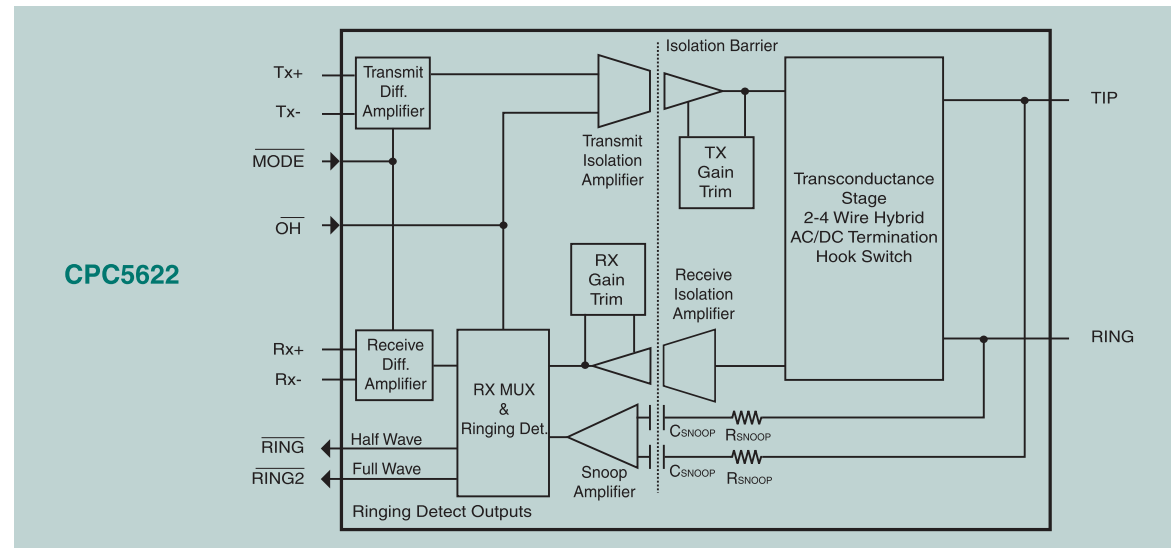 Isolation Barrier
Tx+
Tx-
Transmit
Diff.
Amplifier
TIP
MODE
Transmit
Isolation
Amplifier
TX
Gain
Trim
Transconductance
Stage
2-4 Wire Hybrid
AC/DC Termination
Hook Switch
OH
CPC5622
RX
Gain
Trim
Receive
Isolation
Amplifier
RING
Rx+
Rx-
Receive
Diff.
Amplifier
RX MUX
&
Ringing Det.
CSNOOP
RSNOOP
RING
Half Wave
CSNOOP
RSNOOP
RING2
Full Wave
Snoop
Amplifier
Ringing Detect Outputs